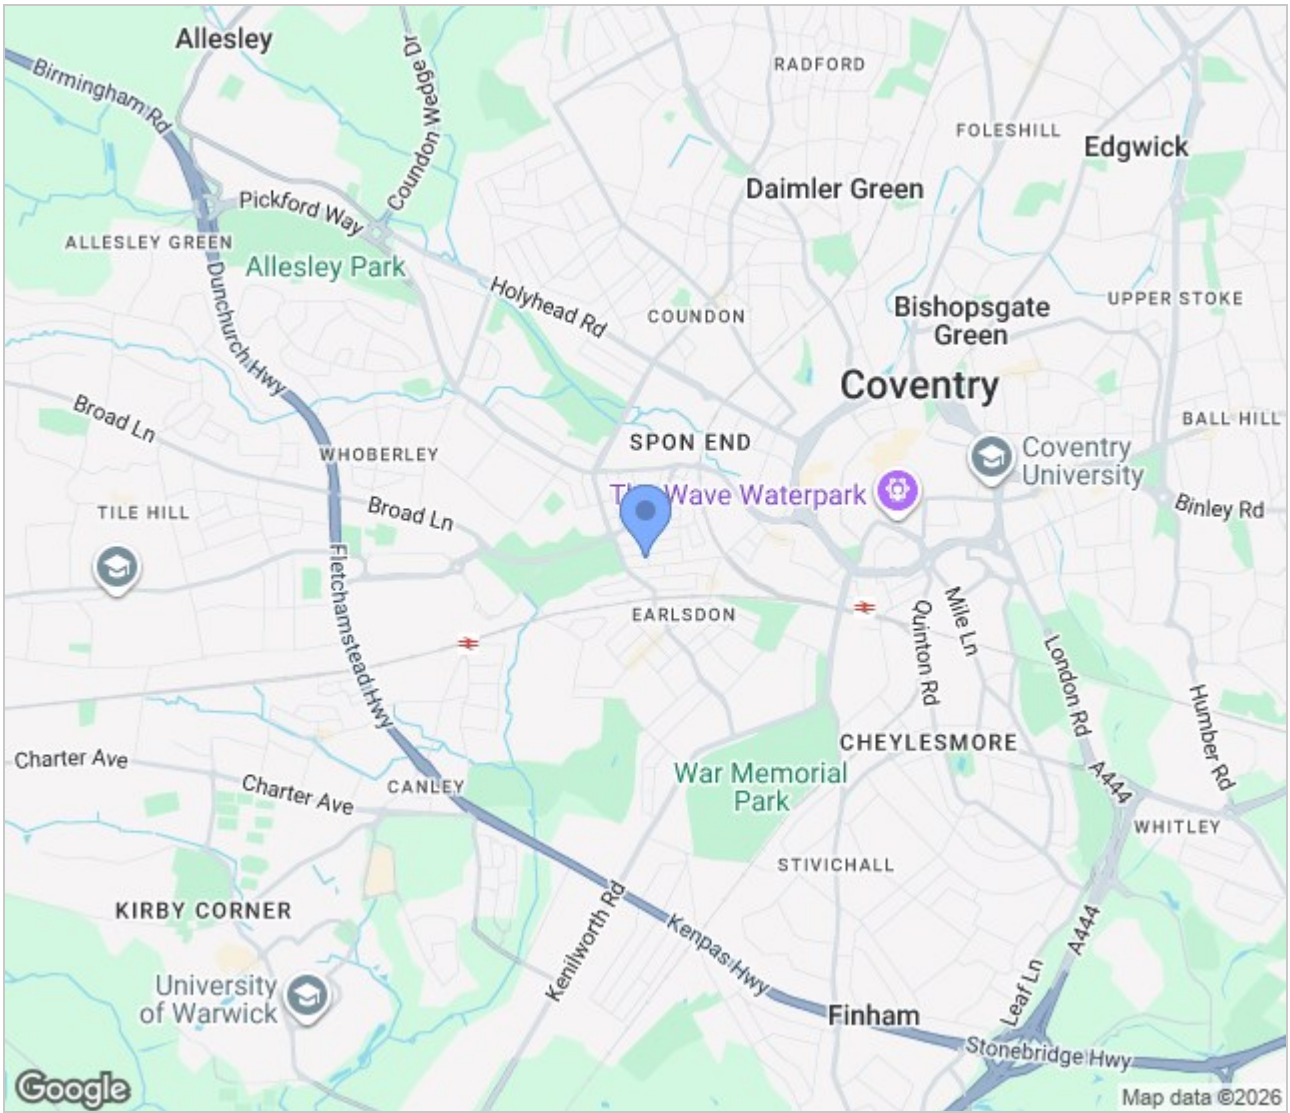 Allesley
Birmingham Rd
Coundon Wedge Dr
RADFORD
FOLESHILL
Edgwick
Daimler Green
Pickford Way
ALLESLEY GREEN
Allesley Park
Dunchurch Hwy
Holyhead Rd
COUNDON
Bishopsgate
Green
UPPER STOKE
Coventry
Broad Ln
WHOBERLEY
SPON END
BALL HILL
Coventry
University
Wave Waterpark
Broad Ln
TILE HILL
Binley Rd
Fletchamstead Hwy
EARLSDON
Quinton Rd
Mile Ln
London Rd
Humber Rd
CHEYLESMORE
Charter Ave
Charter Ave
CANLEY
War Memorial
Park
A444
WHITLEY
STIVICHALL
KIRBY CORNER
Kenilworth Rd
Kenpas Hwy
A444
Leaf Ln
University
of Warwick
Finham
Stonebridge Hwy
Google
Map data ©2026